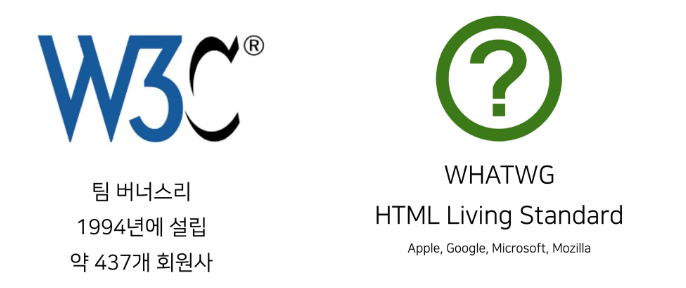 W3C®
팀 버너스리
1994년에 설립
약 437개 회원사
?
WHATWG
HTML Living Standard
Apple, Google, Microsoft, Mozilla